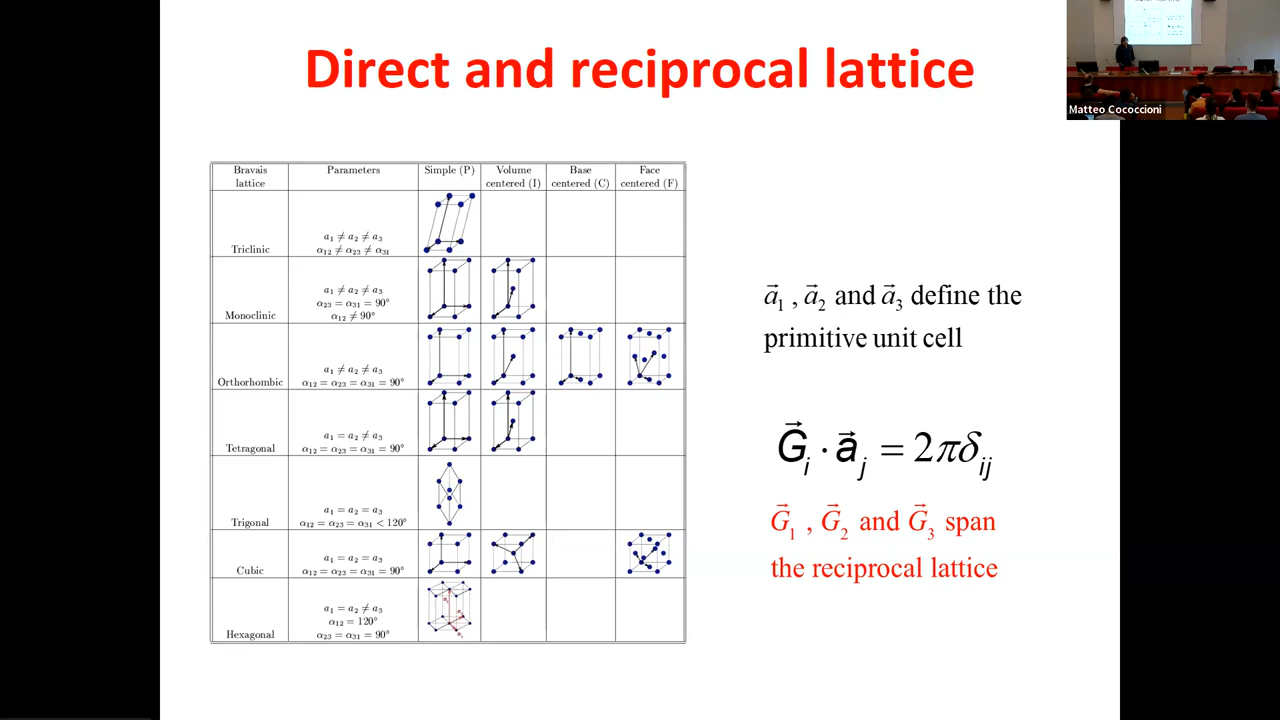 Direct and reciprocal lattice
Matteo Cococcioni
Bravais lattice	Parameters	Simple (P)	Volume centered (I)	Base centered (C)	Face centered (F)
Triclinic	a₁ ≠ a₂ ≠ a₃
α₁₂ ≠ α₂₃ ≠ α₃₁
Monoclinic	a₁ ≠ a₂ ≠ a₃
α₂₃ = α₃₁ = 90°
α₁₂ ≠ 90°
Orthorhombic	a₁ ≠ a₂ ≠ a₃
α₁₂ = α₂₃ = α₃₁ = 90°
Tetragonal	a₁ = a₂ ≠ a₃
α₁₂ = α₂₃ = α₃₁ = 90°
Trigonal	a₁ = a₂ = a₃
α₁₂ = α₂₃ = α₃₁ < 120°
Cubic	a₁ = a₂ = a₃
α₁₂ = α₂₃ = α₃₁ = 90°
Hexagonal	a₁ = a₂ ≠ a₃
α₁₂ = 120°
α₂₃ = α₃₁ = 90°
a⃗₁ , a⃗₂ and a⃗₃ define the
primitive unit cell
G⃗ᵢ · a⃗ⱼ = 2πδᵢⱼ
G⃗₁ , G⃗₂ and G⃗₃ span
the reciprocal lattice